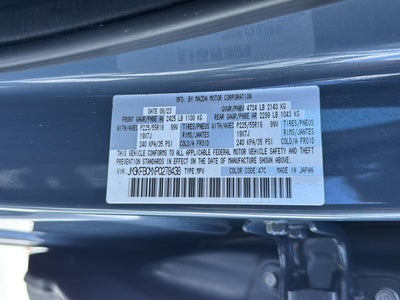 MFD. BY MAZDA MOTOR CORPORATION
DATE 06/23 GVWR/PNBV 4724 LB 2143 KG
FRONT GAWR/PNBE AV 2425 LB 1100 KG REAR GAWR/PNBE AR 2299 LB 1043 KG
WITH/AVEC P225/55R19 99V TIRES/PNEUS WITH/AVEC P225/55R19 99V TIRES/PNEUS
19X7J RIMS/JANTES 19X7J RIMS/JANTES
240 KPA/35 PSI COLD/A FROID 240 KPA/35 PSI COLD/A FROID
THIS VEHICLE CONFORMS TO ALL APPLICABLE FEDERAL MOTOR VEHICLE SAFETY, BUMPER, AND THEFT
PREVENTION STANDARDS IN EFFECT ON THE DATE OF MANUFACTURE SHOWN ABOVE.
VIN: TYPE:MPV COLOR CODE:47C MADE IN JAPAN